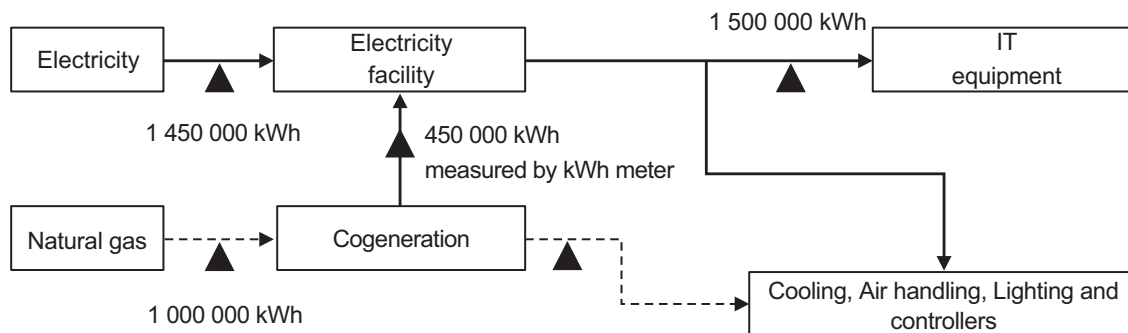 1 500 000 kWh
Electricity
Electricity
facility
IT
equipment
1 450 000 kWh
450 000 kWh
measured by kWh meter
Natural gas
Cogeneration
1 000 000 kWh
Cooling, Air handling, Lighting and
controllers